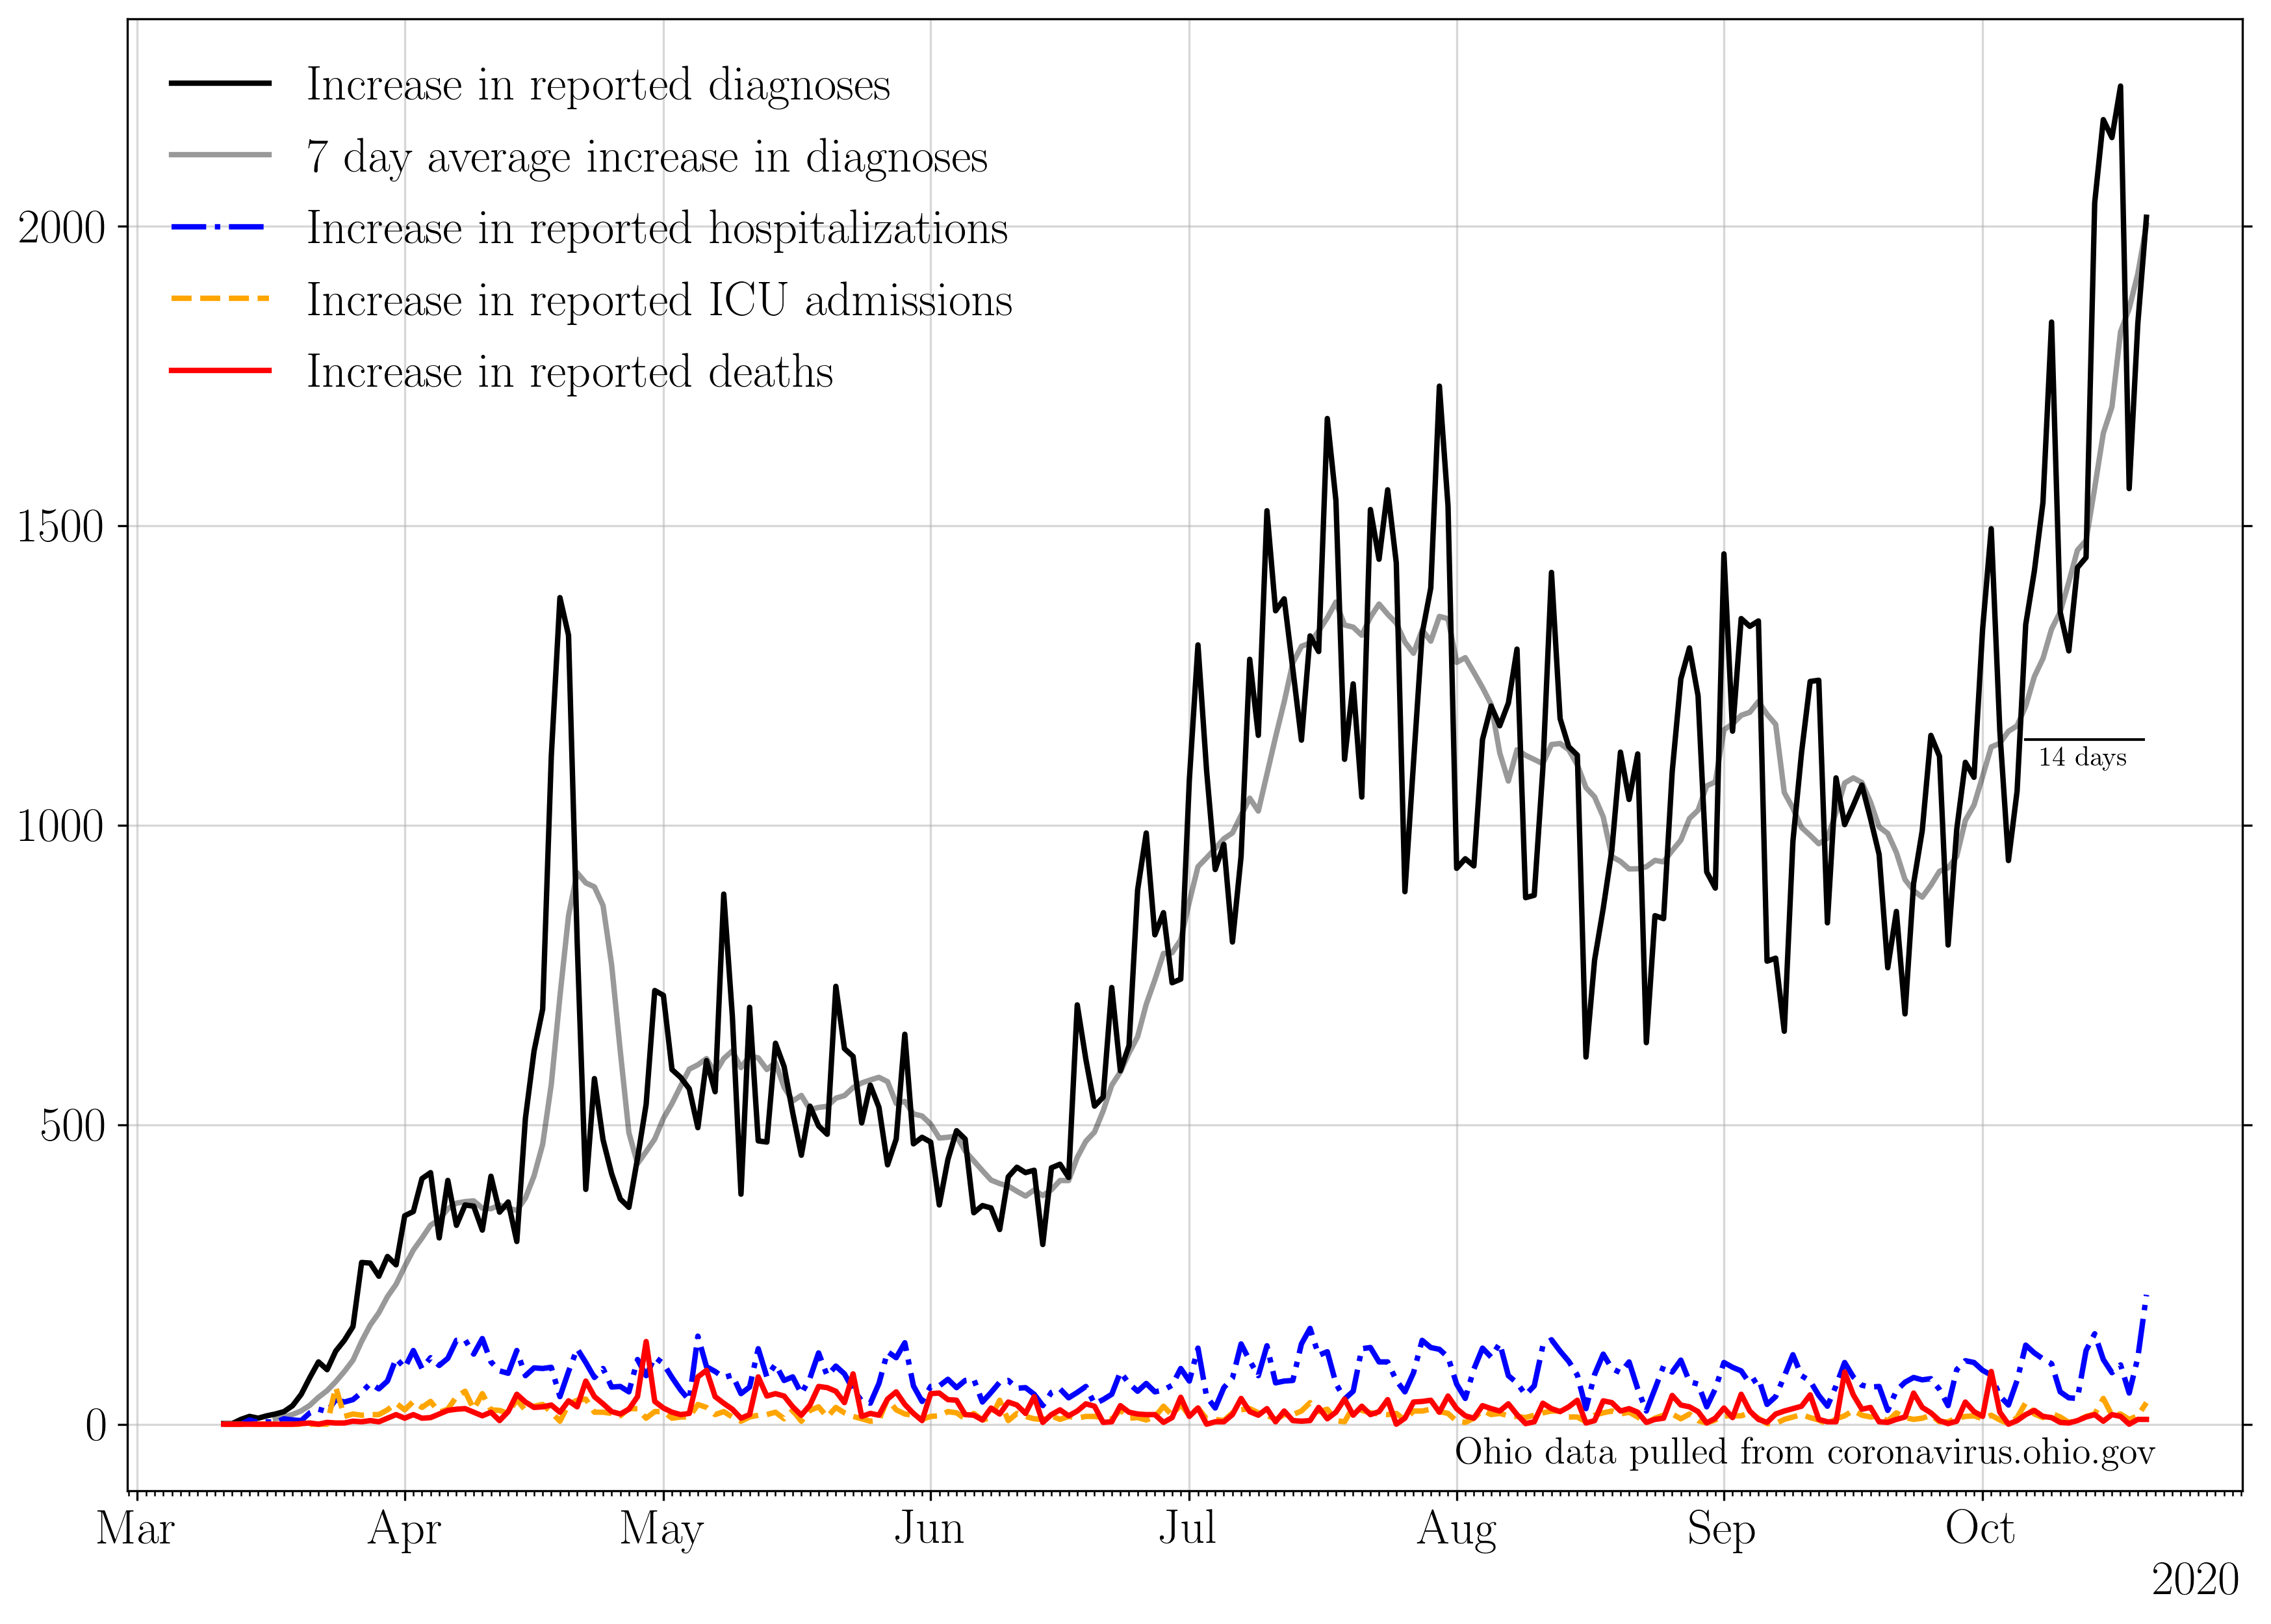 Increase in reported diagnoses
7 day average increase in diagnoses
Increase in reported hospitalizations
Increase in reported ICU admissions
Increase in reported deaths
2000
1500
1000
500
0
14 days
Ohio data pulled from coronavirus.ohio.gov
Mar Apr May Jun Jul Aug Sep Oct
2020